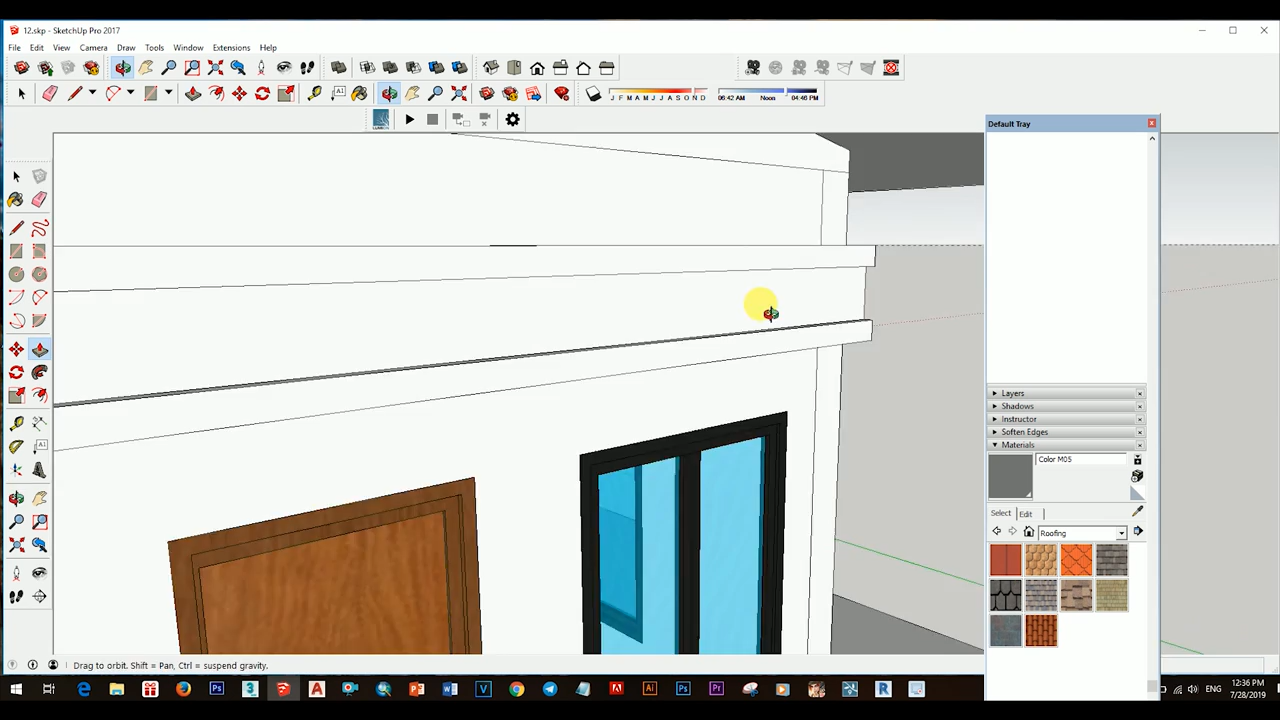 12.skp - SketchUp Pro 2017
File Edit View Camera Draw Tools Window Extensions Help
J F M A M J J A S O N D 06:42 AM Noon 04:46 PM
Default Tray
Layers
Shadows
Instructor
Soften Edges
Materials
Color M05
Select Edit
Roofing
Drag to orbit. Shift = Pan, Ctrl = suspend gravity.
ENG
12:36 PM
7/28/2019